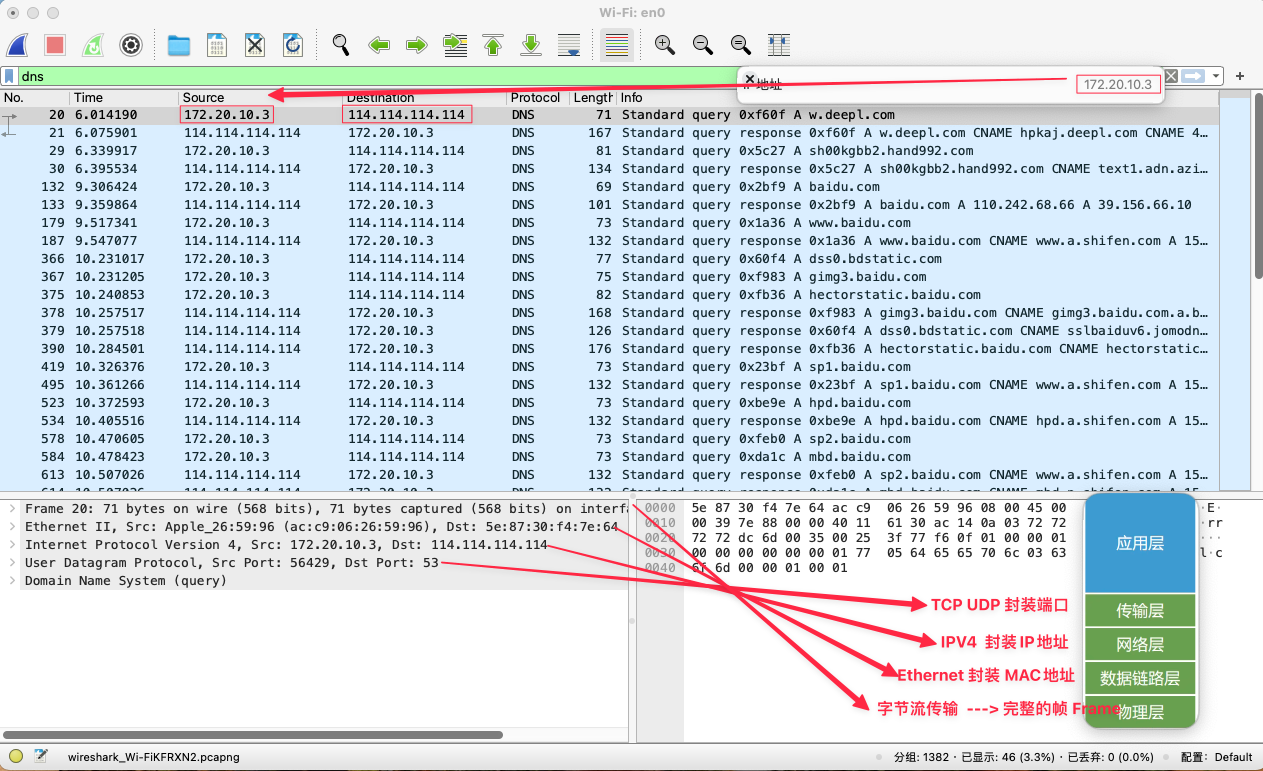 Wi-Fi: en0
dns
IP 地址 172.20.10.3
No. Time Source Destination Protocol Length Info
20 6.014190 172.20.10.3 114.114.114.114 DNS 71 Standard query 0xf60f A w.deepl.com
21 6.075901 114.114.114.114 172.20.10.3 DNS 167 Standard query response 0xf60f A w.deepl.com CNAME hpkaj.deepl.com CNAME 4…
29 6.339917 172.20.10.3 114.114.114.114 DNS 81 Standard query 0x5c27 A sh00kgbb2.hand992.com
30 6.395534 114.114.114.114 172.20.10.3 DNS 134 Standard query response 0x5c27 A sh00kgbb2.hand992.com CNAME text1.adn.azi…
132 9.306424 172.20.10.3 114.114.114.114 DNS 69 Standard query 0x2bf9 A baidu.com
133 9.359864 114.114.114.114 172.20.10.3 DNS 101 Standard query response 0x2bf9 A baidu.com A 110.242.68.66 A 39.156.66.10
179 9.517341 172.20.10.3 114.114.114.114 DNS 73 Standard query 0x1a36 A www.baidu.com
187 9.547077 114.114.114.114 172.20.10.3 DNS 132 Standard query response 0x1a36 A www.baidu.com CNAME www.a.shifen.com A 15…
366 10.231017 172.20.10.3 114.114.114.114 DNS 77 Standard query 0x60f4 A dss0.bdstatic.com
367 10.231205 172.20.10.3 114.114.114.114 DNS 75 Standard query 0xf983 A gimg3.baidu.com
375 10.240853 172.20.10.3 114.114.114.114 DNS 82 Standard query 0xfb36 A hectorstatic.baidu.com
378 10.257517 114.114.114.114 172.20.10.3 DNS 168 Standard query response 0xf983 A gimg3.baidu.com CNAME gimg3.baidu.com.a.b…
379 10.257518 114.114.114.114 172.20.10.3 DNS 126 Standard query response 0x60f4 A dss0.bdstatic.com CNAME sslbaiduv6.jomodn…
390 10.284501 114.114.114.114 172.20.10.3 DNS 176 Standard query response 0xfb36 A hectorstatic.baidu.com CNAME hectorstatic…
419 10.326376 172.20.10.3 114.114.114.114 DNS 73 Standard query 0x23bf A sp1.baidu.com
495 10.361266 114.114.114.114 172.20.10.3 DNS 132 Standard query response 0x23bf A sp1.baidu.com CNAME www.a.shifen.com A 15…
523 10.372593 172.20.10.3 114.114.114.114 DNS 73 Standard query 0xbe9e A hpd.baidu.com
534 10.405516 114.114.114.114 172.20.10.3 DNS 132 Standard query response 0xbe9e A hpd.baidu.com CNAME hpd.a.shifen.com A 15…
578 10.470605 172.20.10.3 114.114.114.114 DNS 73 Standard query 0xfeb0 A sp2.baidu.com
584 10.478423 172.20.10.3 114.114.114.114 DNS 73 Standard query 0xda1c A mbd.baidu.com
613 10.507026 114.114.114.114 172.20.10.3 DNS 132 Standard query response 0xfeb0 A sp2.baidu.com CNAME www.a.shifen.com A 15…
Frame 20: 71 bytes on wire (568 bits), 71 bytes captured (568 bits) on interfa
Ethernet II, Src: Apple_26:59:96 (ac:c9:06:26:59:96), Dst: 5e:87:30:f4:7e:64
Internet Protocol Version 4, Src: 172.20.10.3, Dst: 114.114.114.114
User Datagram Protocol, Src Port: 56429, Dst Port: 53
Domain Name System (query)
0000 5e 87 30 f4 7e 64 ac c9 06 26 59 96 08 00 45 00 ·E·
0010 00 39 7e 88 00 00 40 11 61 30 ac 14 0a 03 72 72 ·rr
0020 72 72 dc 6d 00 35 00 25 3f 77 f6 0f 01 00 00 01
0030 00 00 00 00 00 00 01 77 05 64 65 65 70 6c 03 63 l·c
0040 6f 6d 00 00 01 00 01
应用层
TCP UDP 封装端口 传输层
IPV4 封装IP地址 网络层
Ethernet 封装 MAC地址 数据链路层
字节流传输 ---> 完整的帧 Frame 物理层
wireshark_Wi-FiKFRXN2.pcapng 分组: 1382 · 已显示: 46 (3.3%) · 已丢弃: 0 (0.0%) 配置: Default